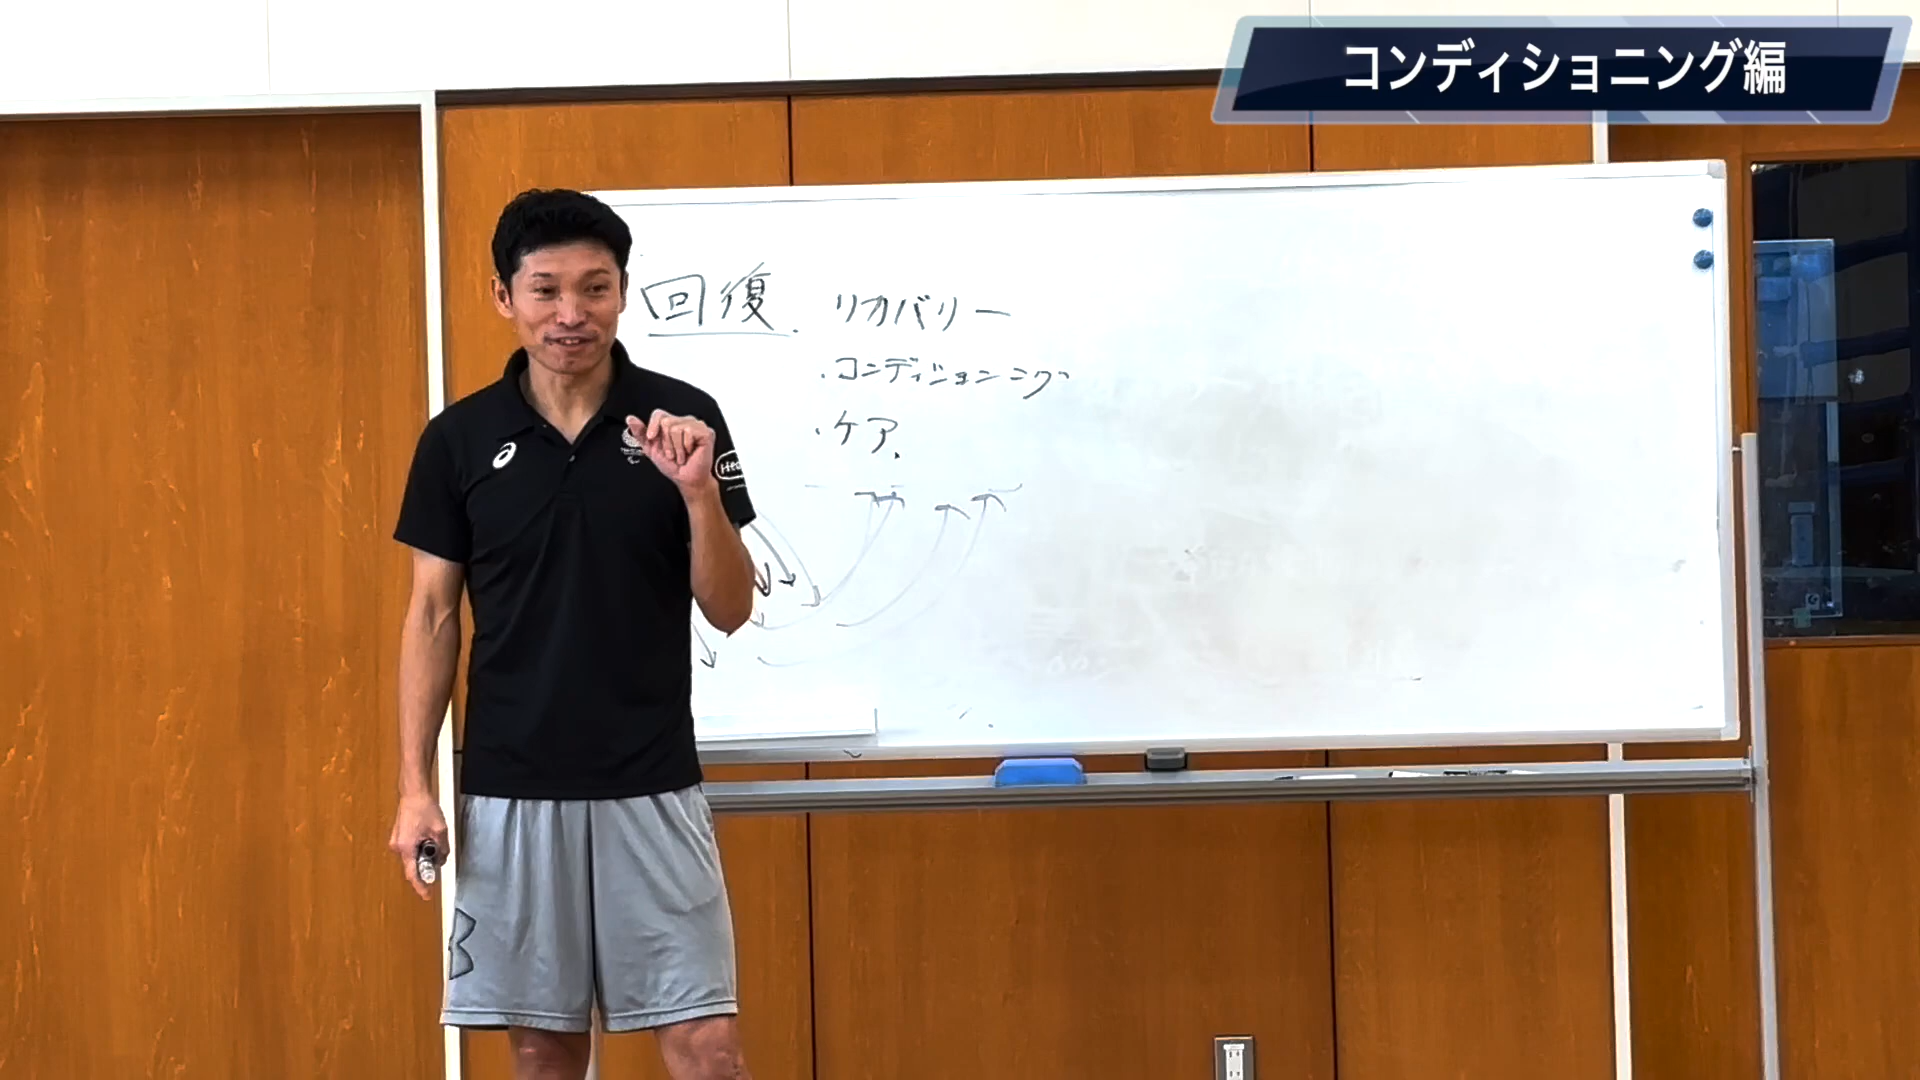 コンディショニング編
回復 リカバリー
・コンディショニング
・ケア